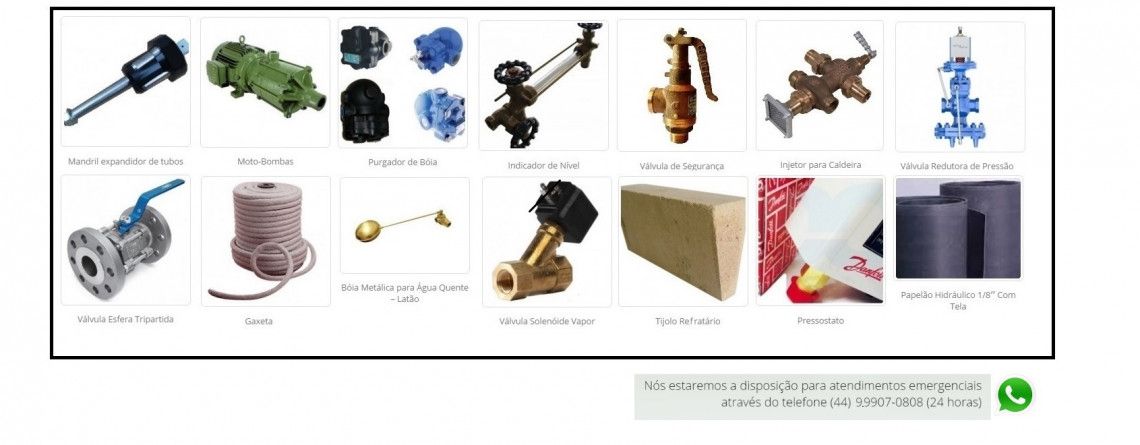 Mandril expandidor de tubos
Moto-Bombas
Purgador de Bóia
Indicador de Nível
Válvula de Segurança
Injetor para Caldeira
Válvula Redutora de Pressão
Válvula Esfera Tripartida
Gaxeta
Bóia Metálica para Água Quente
– Latão
Válvula Solenóide Vapor
Tijolo Refratário
Danfoss
Pressostato
Papelão Hidráulico 1/8″ Com
Tela
Nós estaremos a disposição para atendimentos emergenciais
através do telefone (44) 9.9907-0808 (24 horas)